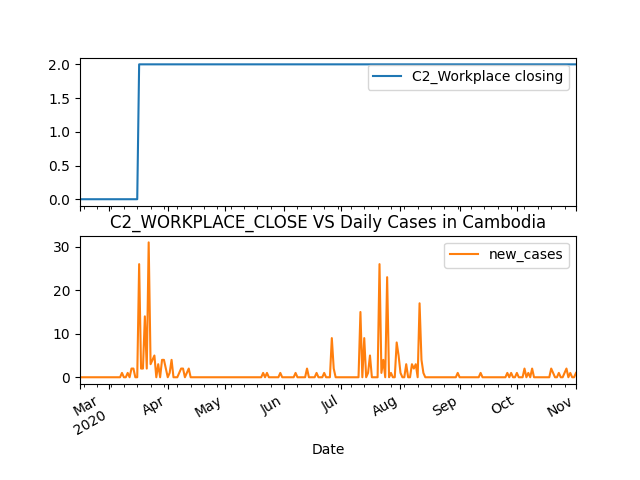 2.0
1.5
1.0
0.5
0.0
C2_Workplace closing
C2_WORKPLACE_CLOSE VS Daily Cases in Cambodia
30
20
10
0
new_cases
Mar
2020
Apr
May
Jun
Jul
Aug
Sep
Oct
Nov
Date